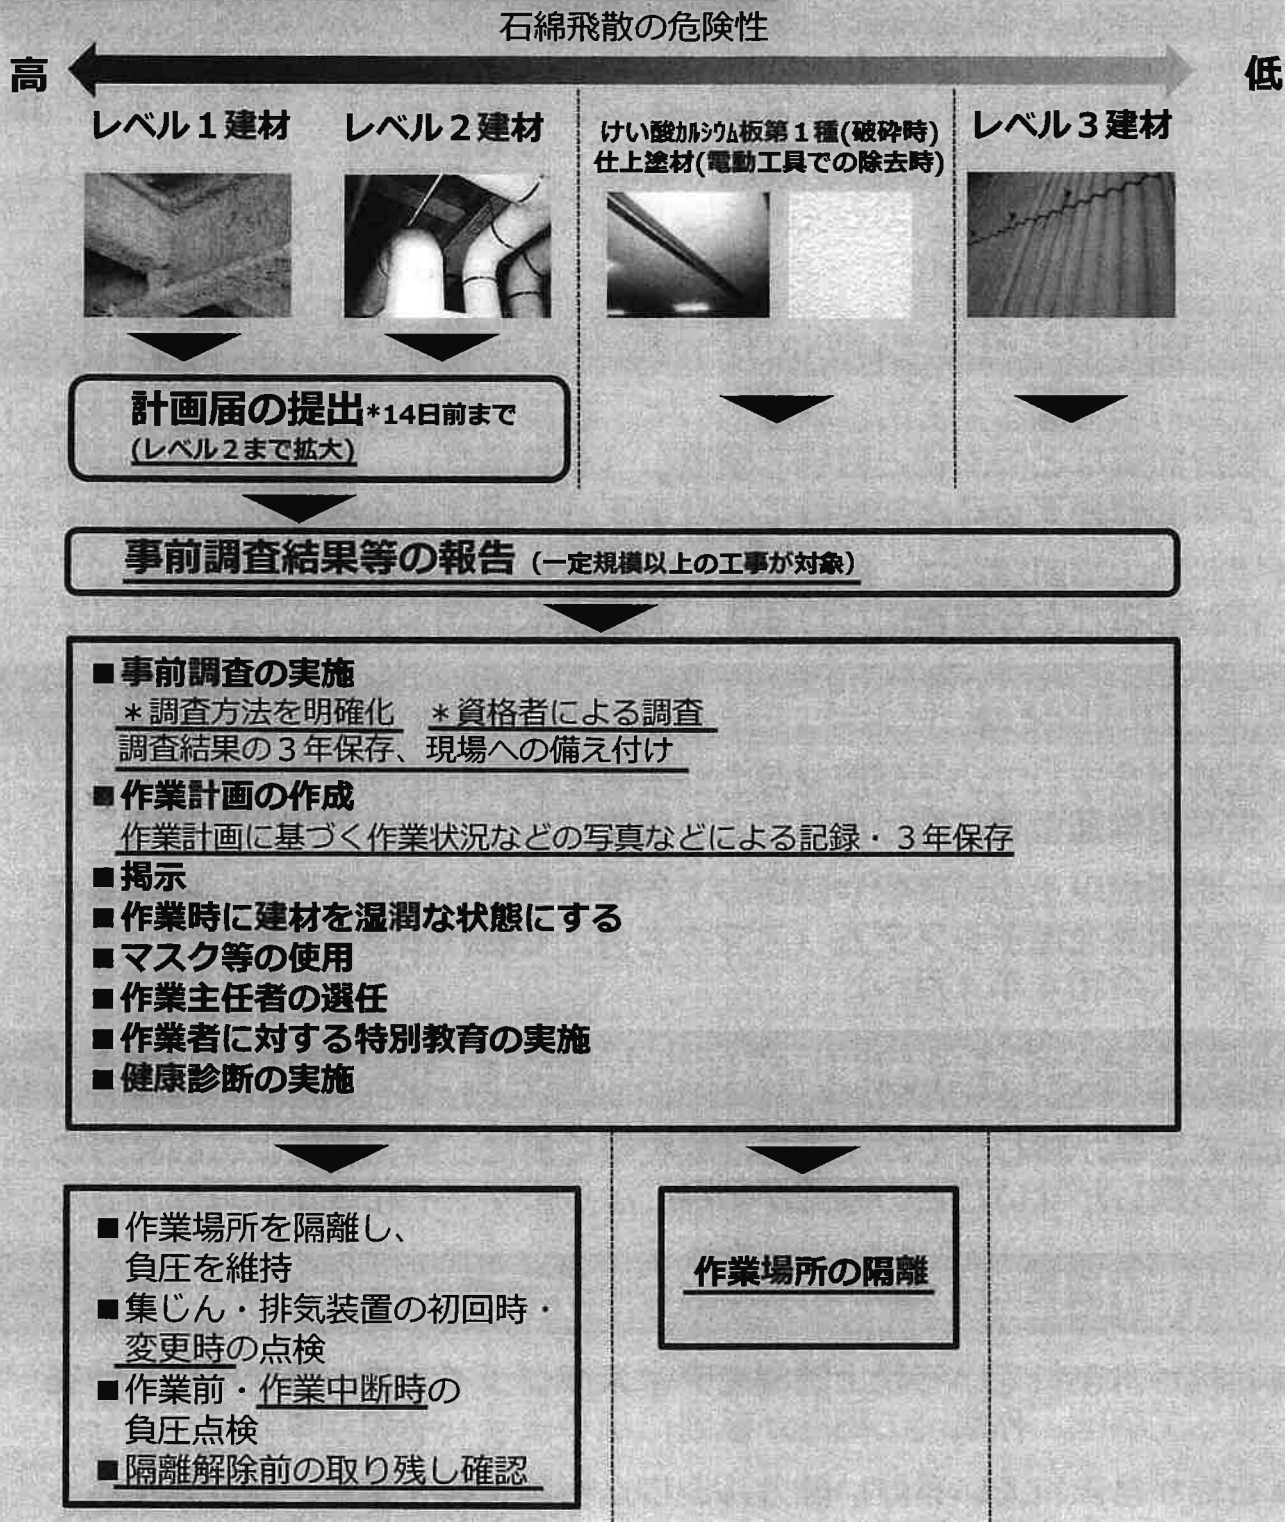 石綿飛散の危険性
高
低
レベル１建材
レベル２建材
けい酸ｶﾙｼｳﾑ板第１種(破砕時)
仕上塗材(電動工具での除去時)
レベル３建材
計画届の提出*14日前まで
(レベル２まで拡大)
事前調査結果等の報告（一定規模以上の工事が対象）
■事前調査の実施
＊調査方法を明確化　＊資格者による調査
調査結果の３年保存、現場への備え付け
■作業計画の作成
作業計画に基づく作業状況などの写真などによる記録・３年保存
■掲示
■作業時に建材を湿潤な状態にする
■マスク等の使用
■作業主任者の選任
■作業者に対する特別教育の実施
■健康診断の実施
■作業場所を隔離し、
負圧を維持
■集じん・排気装置の初回時・
変更時の点検
■作業前・作業中断時の
負圧点検
■隔離解除前の取り残し確認
作業場所の隔離